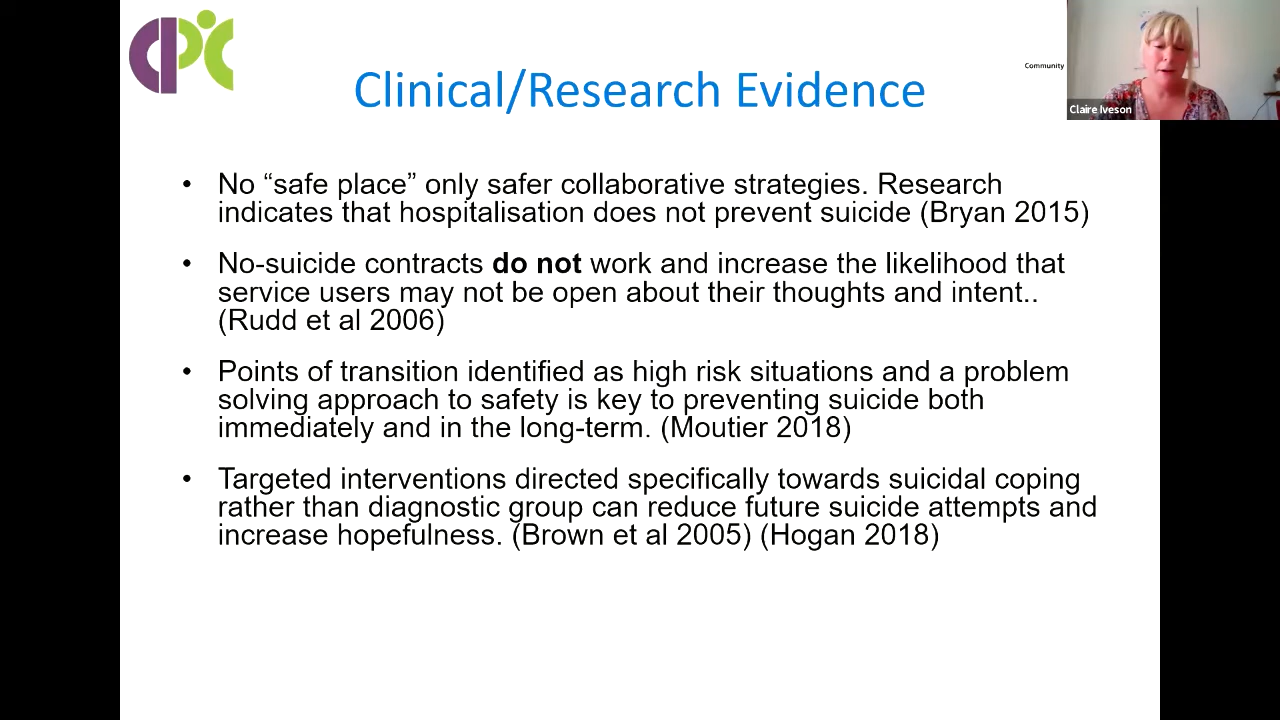 Clinical/Research Evidence
Community
Claire Iveson
• No “safe place” only safer collaborative strategies. Research
indicates that hospitalisation does not prevent suicide (Bryan 2015)
• No-suicide contracts do not work and increase the likelihood that
service users may not be open about their thoughts and intent..
(Rudd et al 2006)
• Points of transition identified as high risk situations and a problem
solving approach to safety is key to preventing suicide both
immediately and in the long-term. (Moutier 2018)
• Targeted interventions directed specifically towards suicidal coping
rather than diagnostic group can reduce future suicide attempts and
increase hopefulness. (Brown et al 2005) (Hogan 2018)